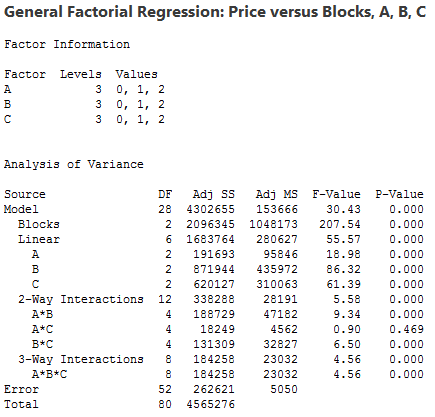 General Factorial Regression: Price versus Blocks, A, B, C
Factor Information
Factor Levels Values
A 3 0, 1, 2
B 3 0, 1, 2
C 3 0, 1, 2
Analysis of Variance
Source DF Adj SS Adj MS F-Value P-Value
Model 28 4302655 153666 30.43 0.000
Blocks 2 2096345 1048173 207.54 0.000
Linear 6 1683764 280627 55.57 0.000
A 2 191693 95846 18.98 0.000
B 2 871944 435972 86.32 0.000
C 2 620127 310063 61.39 0.000
2-Way Interactions 12 338288 28191 5.58 0.000
A*B 4 188729 47182 9.34 0.000
A*C 4 18249 4562 0.90 0.469
B*C 4 131309 32827 6.50 0.000
3-Way Interactions 8 184258 23032 4.56 0.000
A*B*C 8 184258 23032 4.56 0.000
Error 52 262621 5050
Total 80 4565276